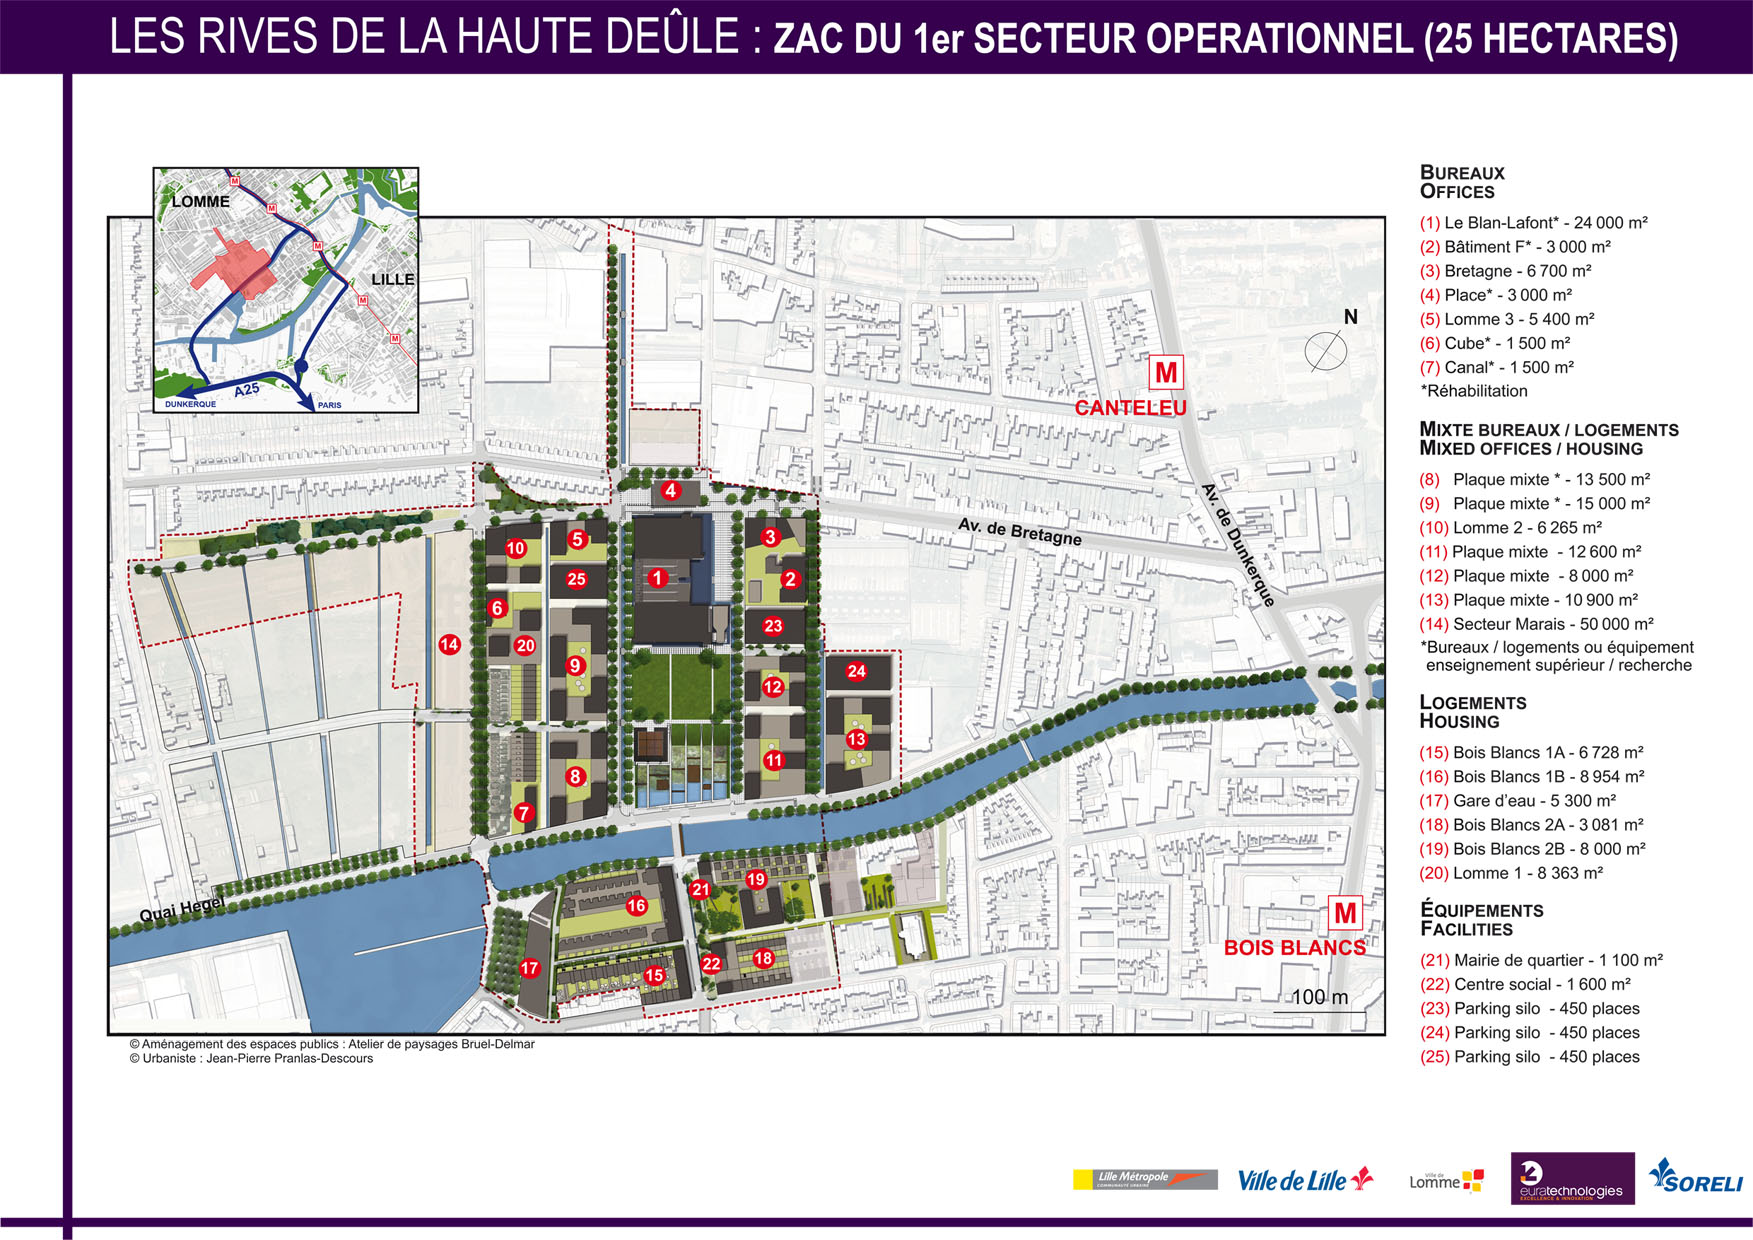 LES RIVES DE LA HAUTE DEÛLE : ZAC DU 1er SECTEUR OPERATIONNEL (25 HECTARES)
LOMME
LILLE
A25
DUNKERQUE
PARIS
M
M
M
M
M
N
M
CANTELEU
Av. de Bretagne
Av. de Dunkerque
Quai Hegel
M
BOIS BLANCS
100 m
4
10
5
3
25
1
2
6
23
14
20
9
24
12
13
11
8
7
21
19
16
17
15
22
18
© Aménagement des espaces publics : Atelier de paysages Bruel-Delmar
© Urbaniste : Jean-Pierre Pranlas-Descours
BUREAUX
OFFICES
(1) Le Blan-Lafont* - 24 000 m²
(2) Bâtiment F* - 3 000 m²
(3) Bretagne - 6 700 m²
(4) Place* - 3 000 m²
(5) Lomme 3 - 5 400 m²
(6) Cube* - 1 500 m²
(7) Canal* - 1 500 m²
*Réhabilitation
MIXTE BUREAUX / LOGEMENTS
MIXED OFFICES / HOUSING
(8) Plaque mixte * - 13 500 m²
(9) Plaque mixte * - 15 000 m²
(10) Lomme 2 - 6 265 m²
(11) Plaque mixte - 12 600 m²
(12) Plaque mixte - 8 000 m²
(13) Plaque mixte - 10 900 m²
(14) Secteur Marais - 50 000 m²
*Bureaux / logements ou équipement
enseignement supérieur / recherche
LOGEMENTS
HOUSING
(15) Bois Blancs 1A - 6 728 m²
(16) Bois Blancs 1B - 8 954 m²
(17) Gare d'eau - 5 300 m²
(18) Bois Blancs 2A - 3 081 m²
(19) Bois Blancs 2B - 8 000 m²
(20) Lomme 1 - 8 363 m²
ÉQUIPEMENTS
FACILITIES
(21) Mairie de quartier - 1 100 m²
(22) Centre social - 1 600 m²
(23) Parking silo - 450 places
(24) Parking silo - 450 places
(25) Parking silo - 450 places
Lille Métropole
COMMUNAUTÉ URBAINE
Ville de Lille
Ville de
Lomme
euratechnologies
EXCELLENCE & INNOVATION
SORELI